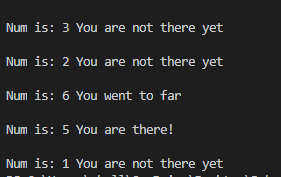 Num is: 3 You are not there yet
Num is: 2 You are not there yet
Num is: 6 You went to far
Num is: 5 You are there!
Num is: 1 You are not there yet